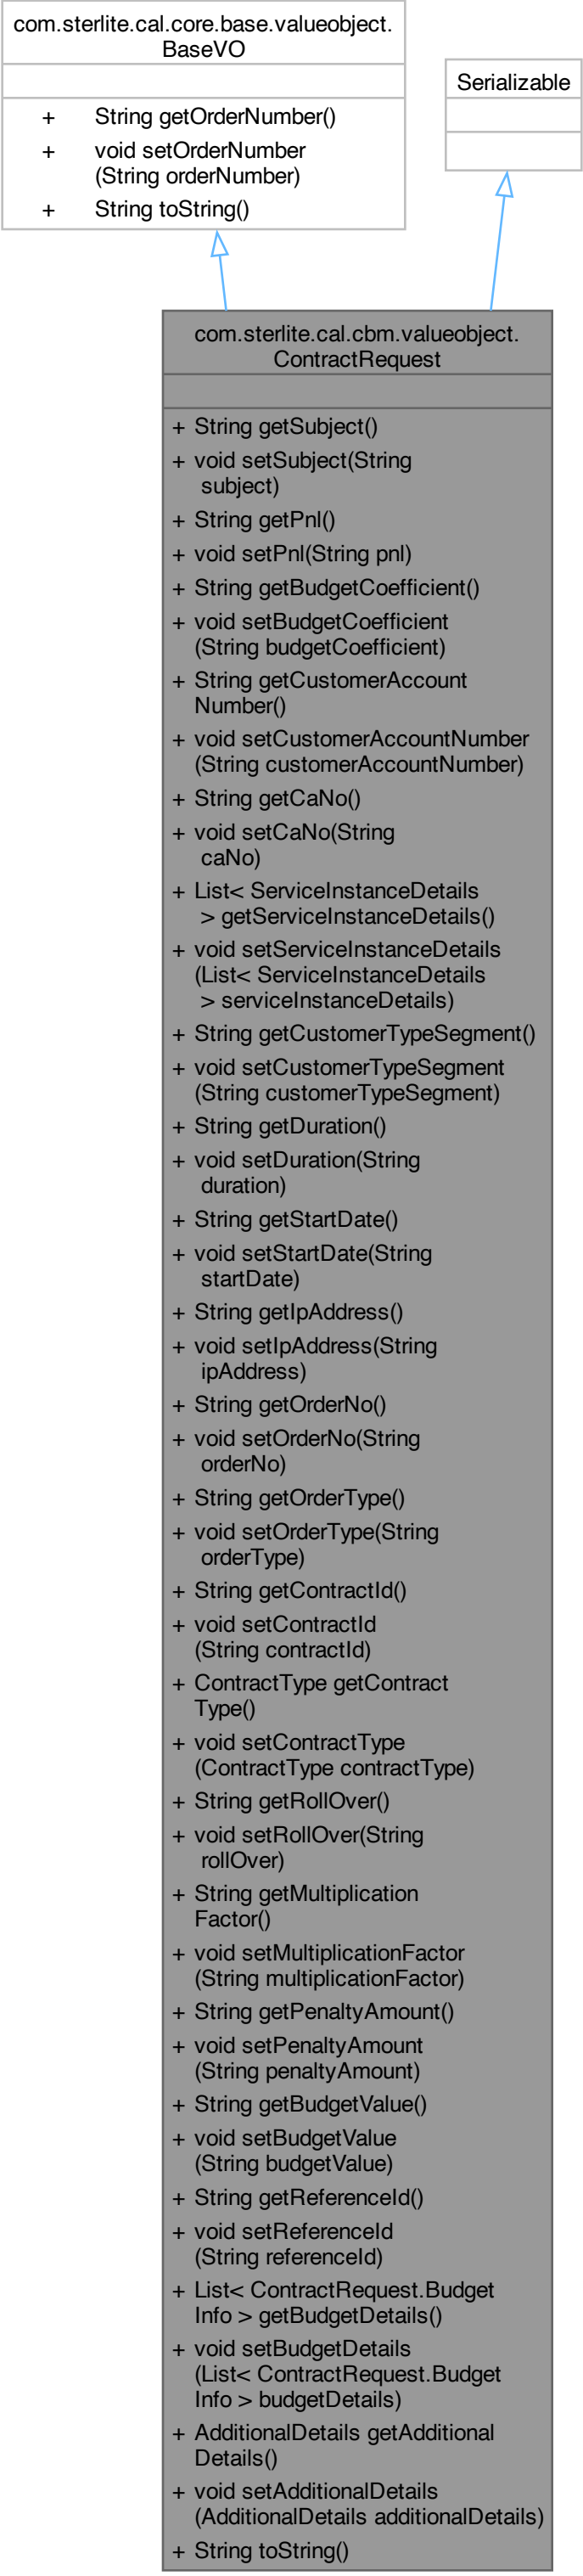 com.sterlite.cal.core.base.valueobject.
BaseVO
+ String getOrderNumber()
+ void setOrderNumber
(String orderNumber)
+ String toString()
Serializable
com.sterlite.cal.cbm.valueobject.
ContractRequest
+ String getSubject()
+ void setSubject(String
subject)
+ String getPnl()
+ void setPnl(String pnl)
+ String getBudgetCoefficient()
+ void setBudgetCoefficient
(String budgetCoefficient)
+ String getCustomerAccount
Number()
+ void setCustomerAccountNumber
(String customerAccountNumber)
+ String getCaNo()
+ void setCaNo(String
caNo)
+ List< ServiceInstanceDetails
> getServiceInstanceDetails()
+ void setServiceInstanceDetails
(List< ServiceInstanceDetails
> serviceInstanceDetails)
+ String getCustomerTypeSegment()
+ void setCustomerTypeSegment
(String customerTypeSegment)
+ String getDuration()
+ void setDuration(String
duration)
+ String getStartDate()
+ void setStartDate(String
startDate)
+ String getIpAddress()
+ void setIpAddress(String
ipAddress)
+ String getOrderNo()
+ void setOrderNo(String
orderNo)
+ String getOrderType()
+ void setOrderType(String
orderType)
+ String getContractId()
+ void setContractId
(String contractId)
+ ContractType getContract
Type()
+ void setContractType
(ContractType contractType)
+ String getRollOver()
+ void setRollOver(String
rollOver)
+ String getMultiplication
Factor()
+ void setMultiplicationFactor
(String multiplicationFactor)
+ String getPenaltyAmount()
+ void setPenaltyAmount
(String penaltyAmount)
+ String getBudgetValue()
+ void setBudgetValue
(String budgetValue)
+ String getReferenceId()
+ void setReferenceId
(String referenceId)
+ List< ContractRequest.Budget
Info > getBudgetDetails()
+ void setBudgetDetails
(List< ContractRequest.Budget
Info > budgetDetails)
+ AdditionalDetails getAdditional
Details()
+ void setAdditionalDetails
(AdditionalDetails additionalDetails)
+ String toString()